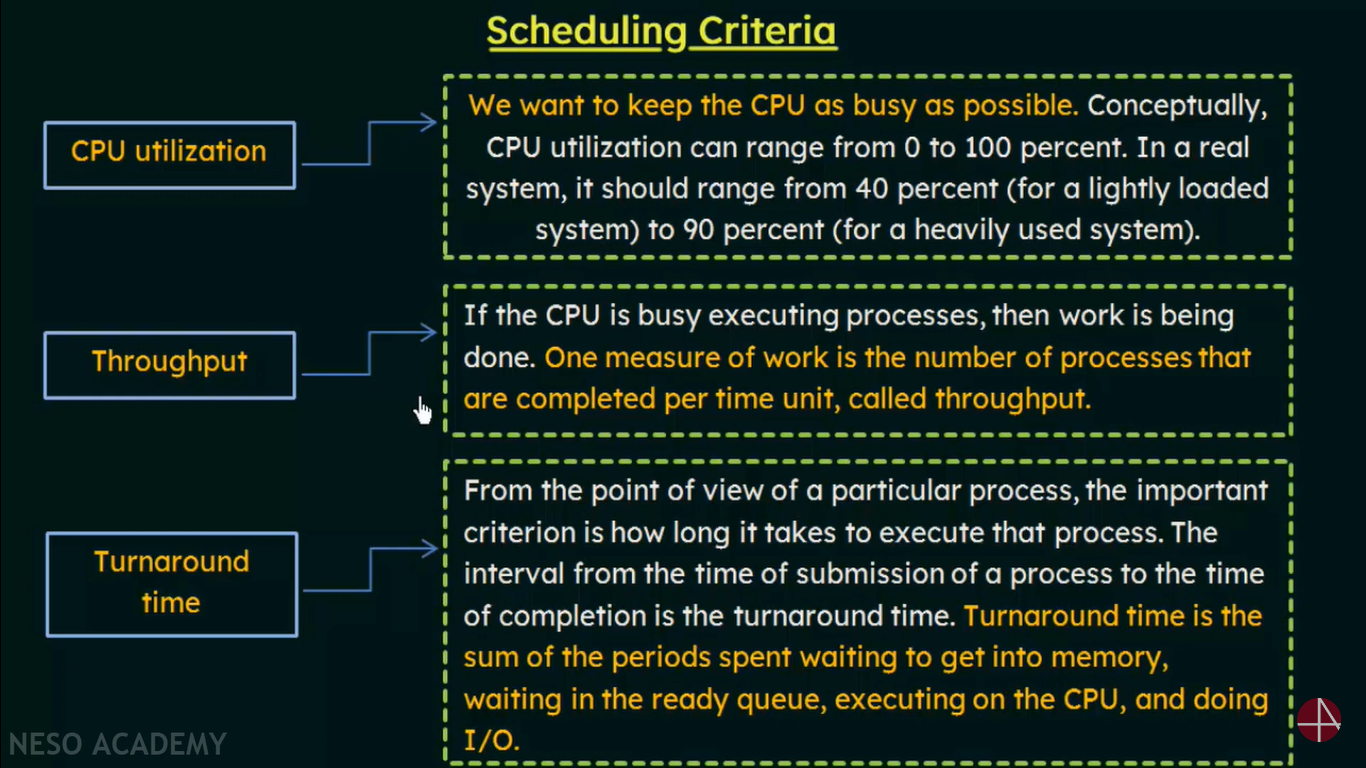 Scheduling Criteria
CPU utilization
We want to keep the CPU as busy as possible. Conceptually,
CPU utilization can range from 0 to 100 percent. In a real
system, it should range from 40 percent (for a lightly loaded
system) to 90 percent (for a heavily used system).
Throughput
If the CPU is busy executing processes, then work is being
done. One measure of work is the number of processes that
are completed per time unit, called throughput.
Turnaround
time
From the point of view of a particular process, the important
criterion is how long it takes to execute that process. The
interval from the time of submission of a process to the time
of completion is the turnaround time. Turnaround time is the
sum of the periods spent waiting to get into memory,
waiting in the ready queue, executing on the CPU, and doing
I/O.
NESO ACADEMY